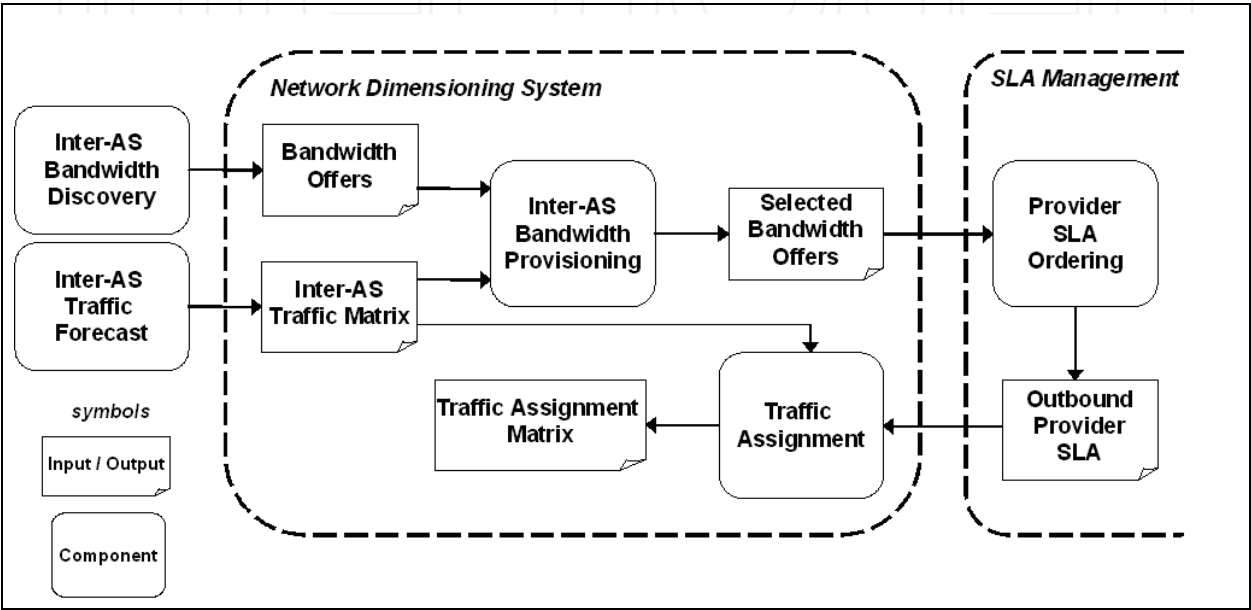 Network Dimensioning System
SLA Management
Inter-AS
Bandwidth
Discovery
Bandwidth
Offers
Inter-AS
Bandwidth
Provisioning
Selected
Bandwidth
Offers
Provider
SLA
Ordering
Inter-AS
Traffic
Forecast
Inter-AS
Traffic Matrix
Traffic Assignment
Matrix
Traffic
Assignment
Outbound
Provider
SLA
symbols
Input / Output
Component